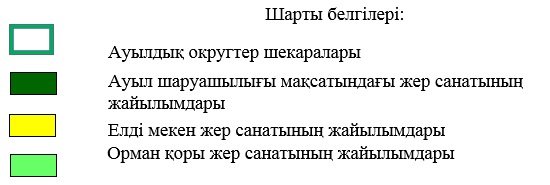 Шарты белгілері:
Ауылдық округтер шекаралары
Ауыл шаруашылығы мақсатындағы жер санатының
жайылымдары
Елді мекен жер санатының жайылымдары
Орман қоры жер санатының жайылымдары